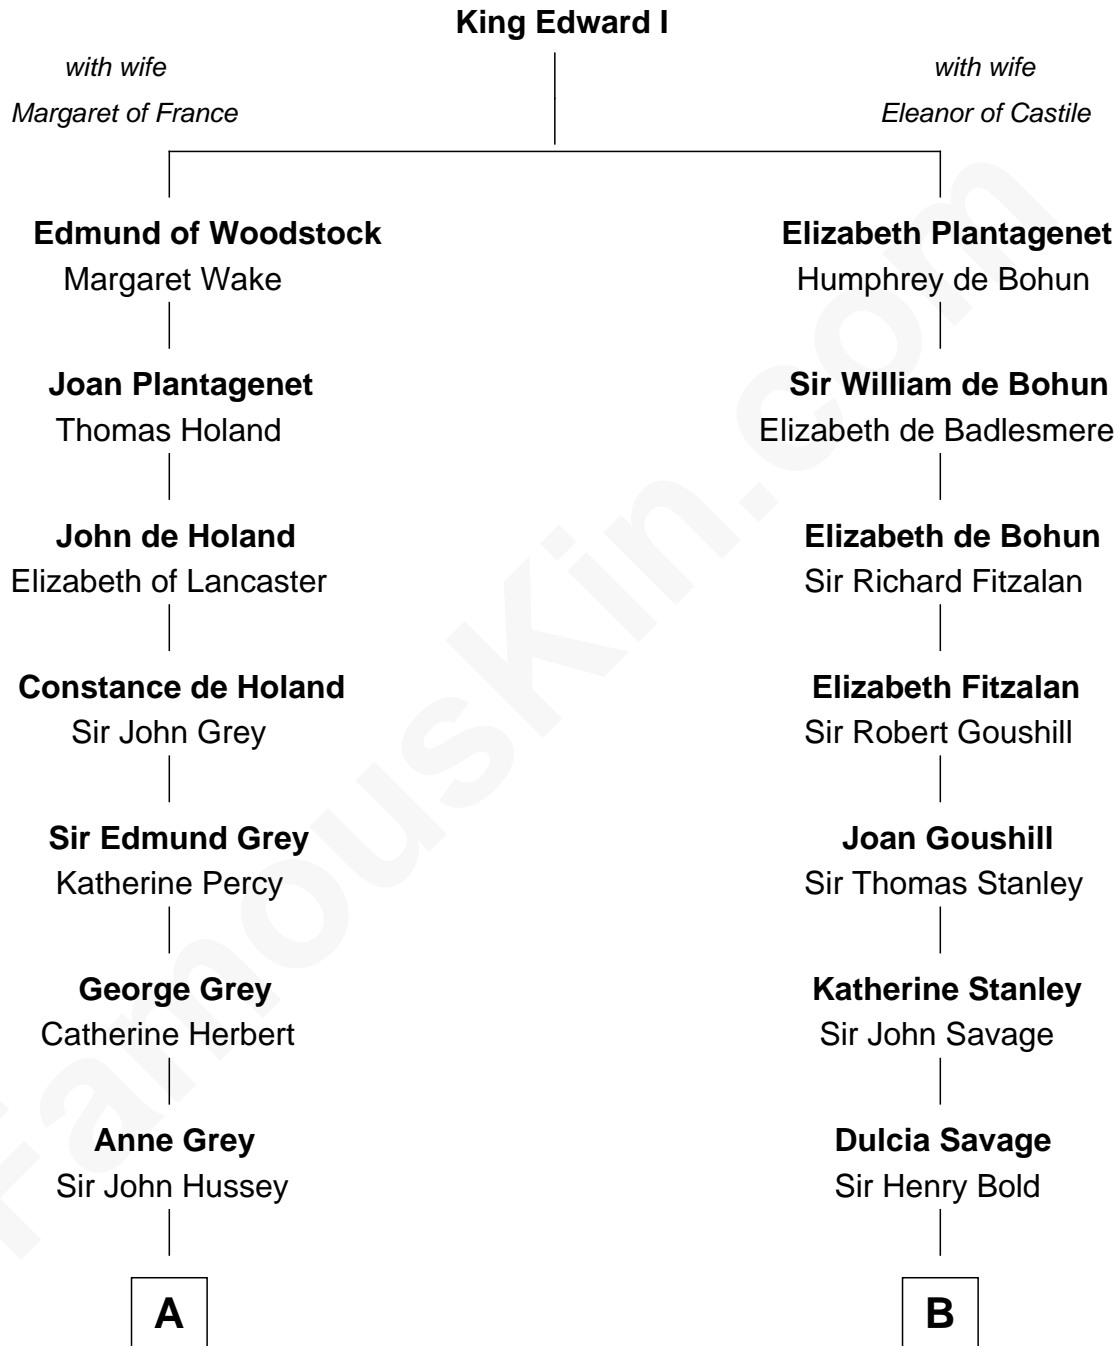 King Edward I
with wife
Margaret of France
with wife
Eleanor of Castile
Edmund of Woodstock
Margaret Wake
Elizabeth Plantagenet
Humphrey de Bohun
Joan Plantagenet
Thomas Holand
Sir William de Bohun
Elizabeth de Badlesmere
John de Holand
Elizabeth of Lancaster
Elizabeth de Bohun
Sir Richard Fitzalan
Constance de Holand
Sir John Grey
Elizabeth Fitzalan
Sir Robert Goushill
Sir Edmund Grey
Katherine Percy
Joan Goushill
Sir Thomas Stanley
George Grey
Catherine Herbert
Katherine Stanley
Sir John Savage
Anne Grey
Sir John Hussey
Dulcia Savage
Sir Henry Bold
A
B
FamousKin.com